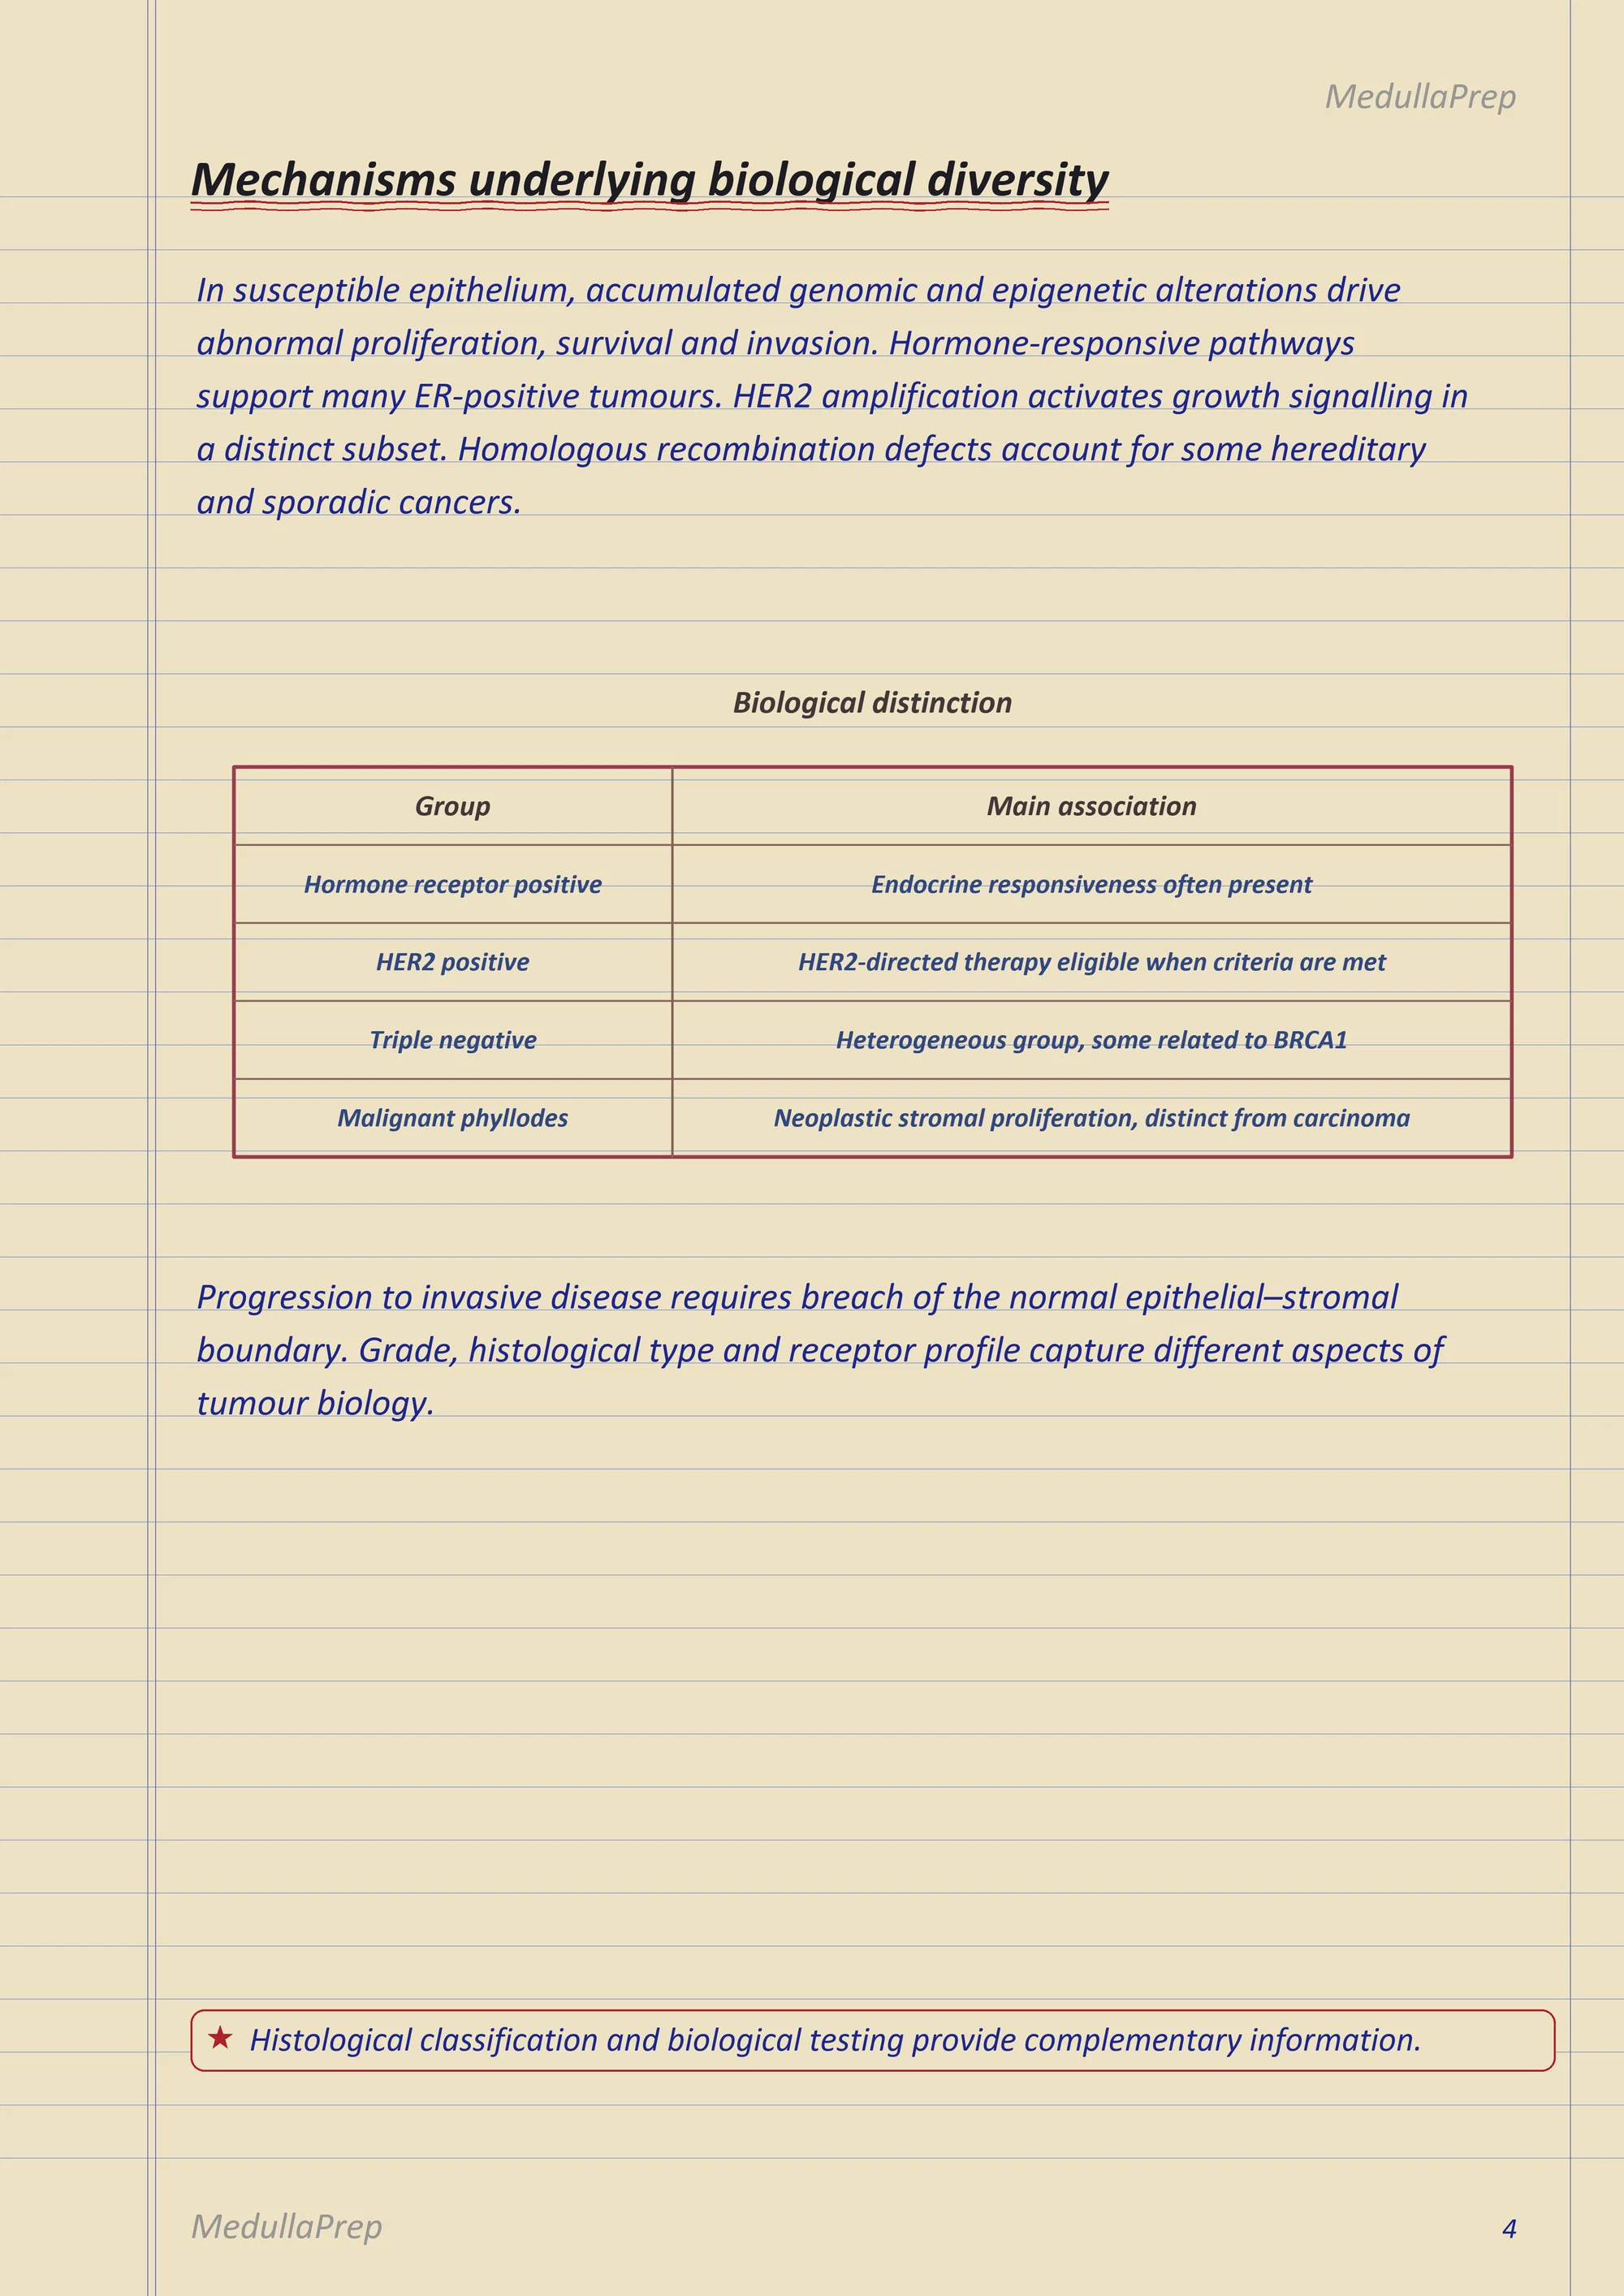 MedullaPrep
Mechanisms underlying biological diversity
In susceptible epithelium, accumulated genomic and epigenetic alterations drive
abnormal proliferation, survival and invasion. Hormone-responsive pathways
support many ER-positive tumours. HER2 amplification activates growth signalling in
a distinct subset. Homologous recombination defects account for some hereditary
and sporadic cancers.
Biological distinction
Group Main association
Hormone receptor positive Endocrine responsiveness often present
HER2 positive HER2-directed therapy eligible when criteria are met
Triple negative Heterogeneous group, some related to BRCA1
Malignant phyllodes Neoplastic stromal proliferation, distinct from carcinoma
Progression to invasive disease requires breach of the normal epithelial–stromal
boundary. Grade, histological type and receptor profile capture different aspects of
tumour biology.
★ Histological classification and biological testing provide complementary information.
MedullaPrep 4